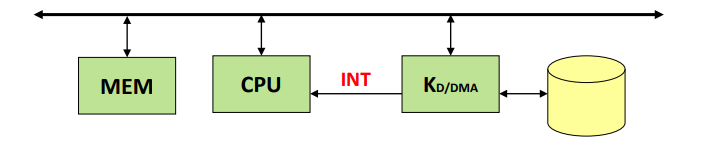 MEM
CPU
INT
KD/DMA